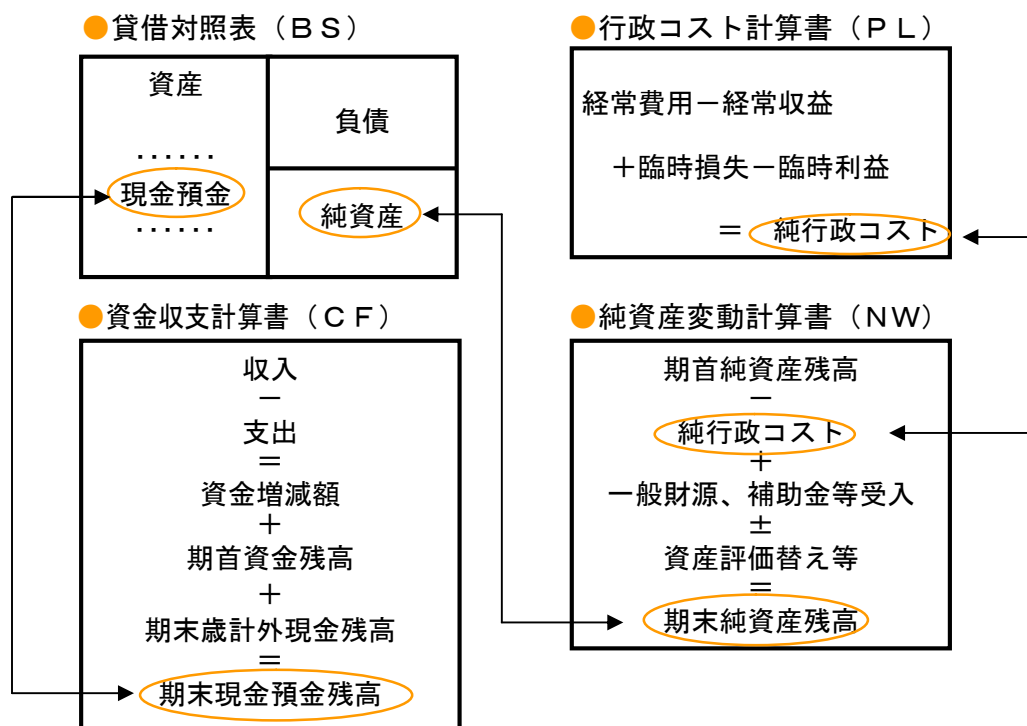 ●貸借対照表（ＢＳ）
資産
‥‥‥
現金預金
‥‥‥
負債
純資産
●行政コスト計算書（ＰＬ）
経常費用－経常収益
＋臨時損失－臨時利益
＝ 純行政コスト
●資金収支計算書（ＣＦ）
収入
－
支出
＝
資金増減額
＋
期首資金残高
＋
期末歳計外現金残高
＝
期末現金預金残高
●純資産変動計算書（ＮＷ）
期首純資産残高
－
純行政コスト
＋
一般財源、補助金等受入
±
資産評価替え等
＝
期末純資産残高